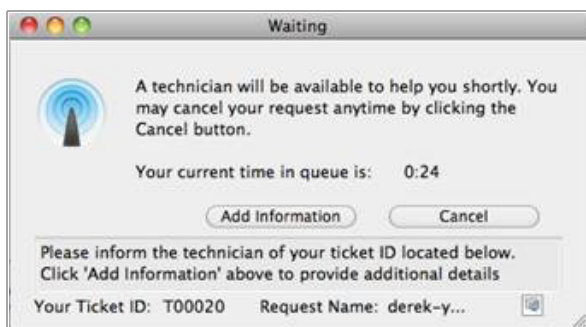 Waiting
A technician will be available to help you shortly. You
may cancel your request anytime by clicking the
Cancel button.
Your current time in queue is: 0:24
Add Information Cancel
Please inform the technician of your ticket ID located below.
Click 'Add Information' above to provide additional details
Your Ticket ID: T00020 Request Name: derek-y...